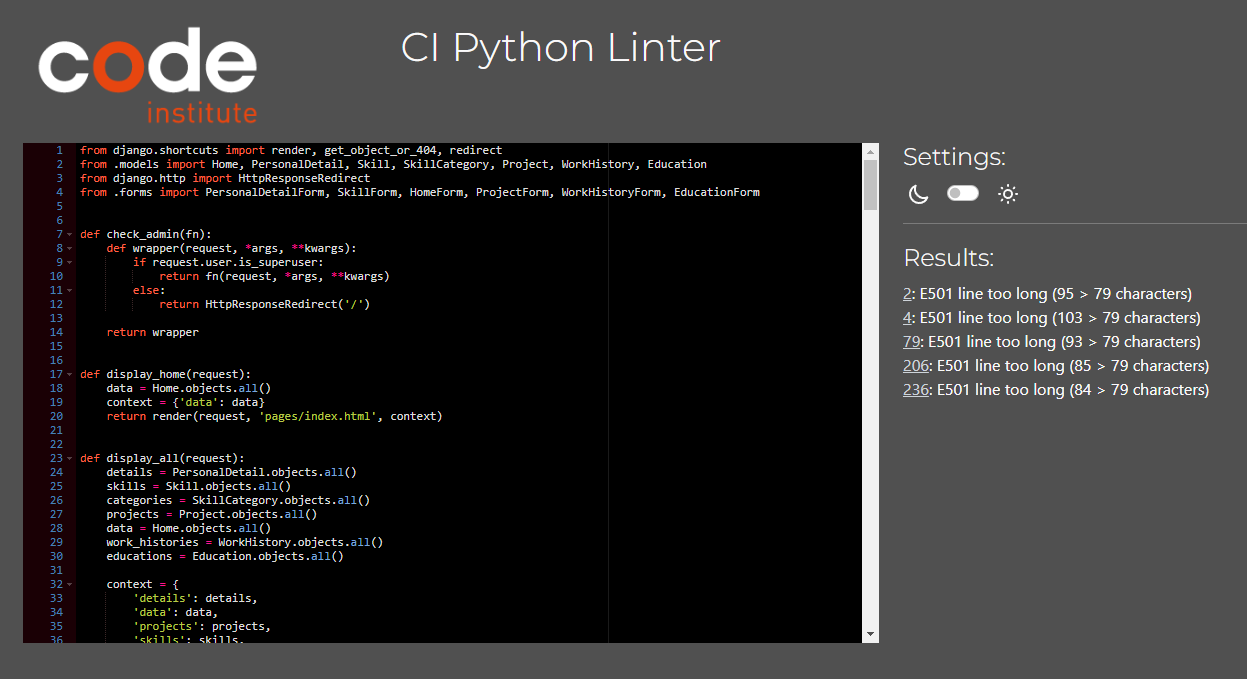 code
institute
CI Python Linter
1 from django.shortcuts import render, get_object_or_404, redirect
2 from .models import Home, PersonalDetail, Skill, SkillCategory, Project, WorkHistory, Education
3 from django.http import HttpResponseRedirect
4 from .forms import PersonalDetailForm, SkillForm, HomeForm, ProjectForm, WorkHistoryForm, EducationForm
5
6
7 def check_admin(fn):
8     def wrapper(request, *args, **kwargs):
9         if request.user.is_superuser:
10             return fn(request, *args, **kwargs)
11         else:
12             return HttpResponseRedirect('/')
13
14     return wrapper
15
16
17 def display_home(request):
18     data = Home.objects.all()
19     context = {'data': data}
20     return render(request, 'pages/index.html', context)
21
22
23 def display_all(request):
24     details = PersonalDetail.objects.all()
25     skills = Skill.objects.all()
26     categories = SkillCategory.objects.all()
27     projects = Project.objects.all()
28     data = Home.objects.all()
29     work_histories = WorkHistory.objects.all()
30     educations = Education.objects.all()
31
32     context = {
33         'details': details,
34         'data': data,
35         'projects': projects,
36         'skills': skills,
Settings:
Results:
2: E501 line too long (95 > 79 characters)
4: E501 line too long (103 > 79 characters)
79: E501 line too long (93 > 79 characters)
206: E501 line too long (85 > 79 characters)
236: E501 line too long (84 > 79 characters)